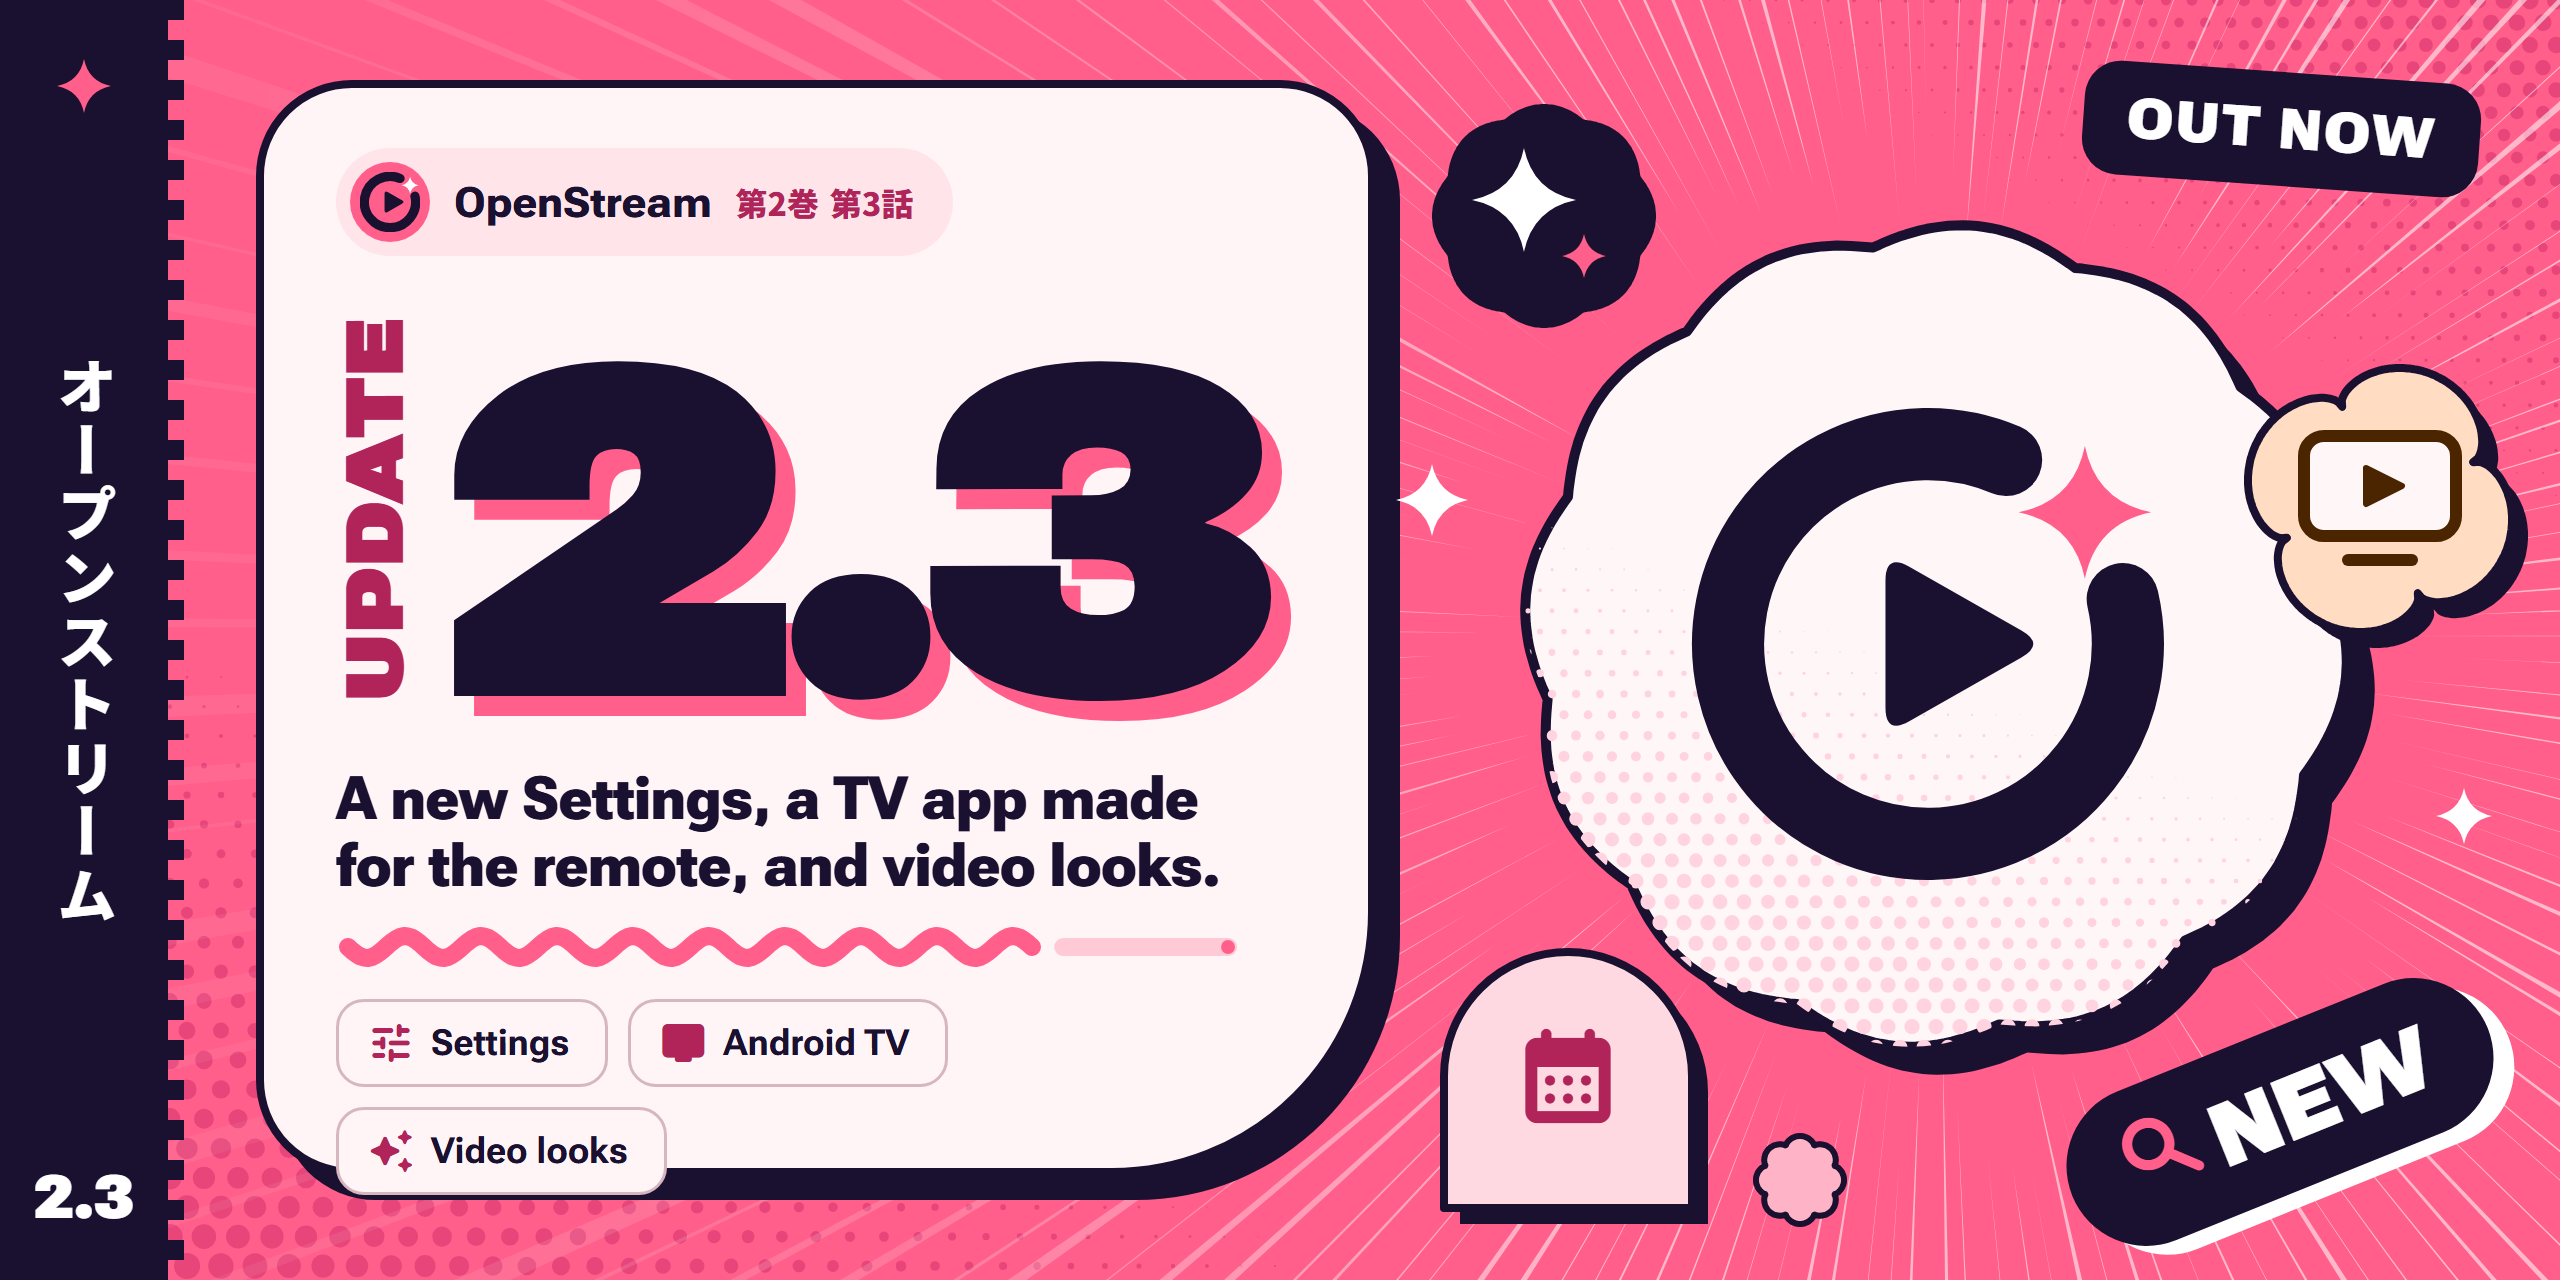 オープンストリーム
2.3
OpenStream 第2巻 第3話
UPDATE
2.3
A new Settings, a TV app made
for the remote, and video looks.
Settings
Android TV
Video looks
OUT NOW
NEW